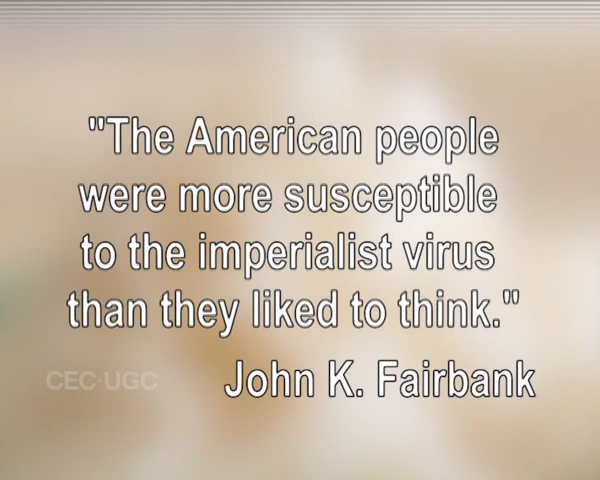 "The American people
were more susceptible
to the imperialist virus
than they liked to think."
John K. Fairbank
CEC-UGC